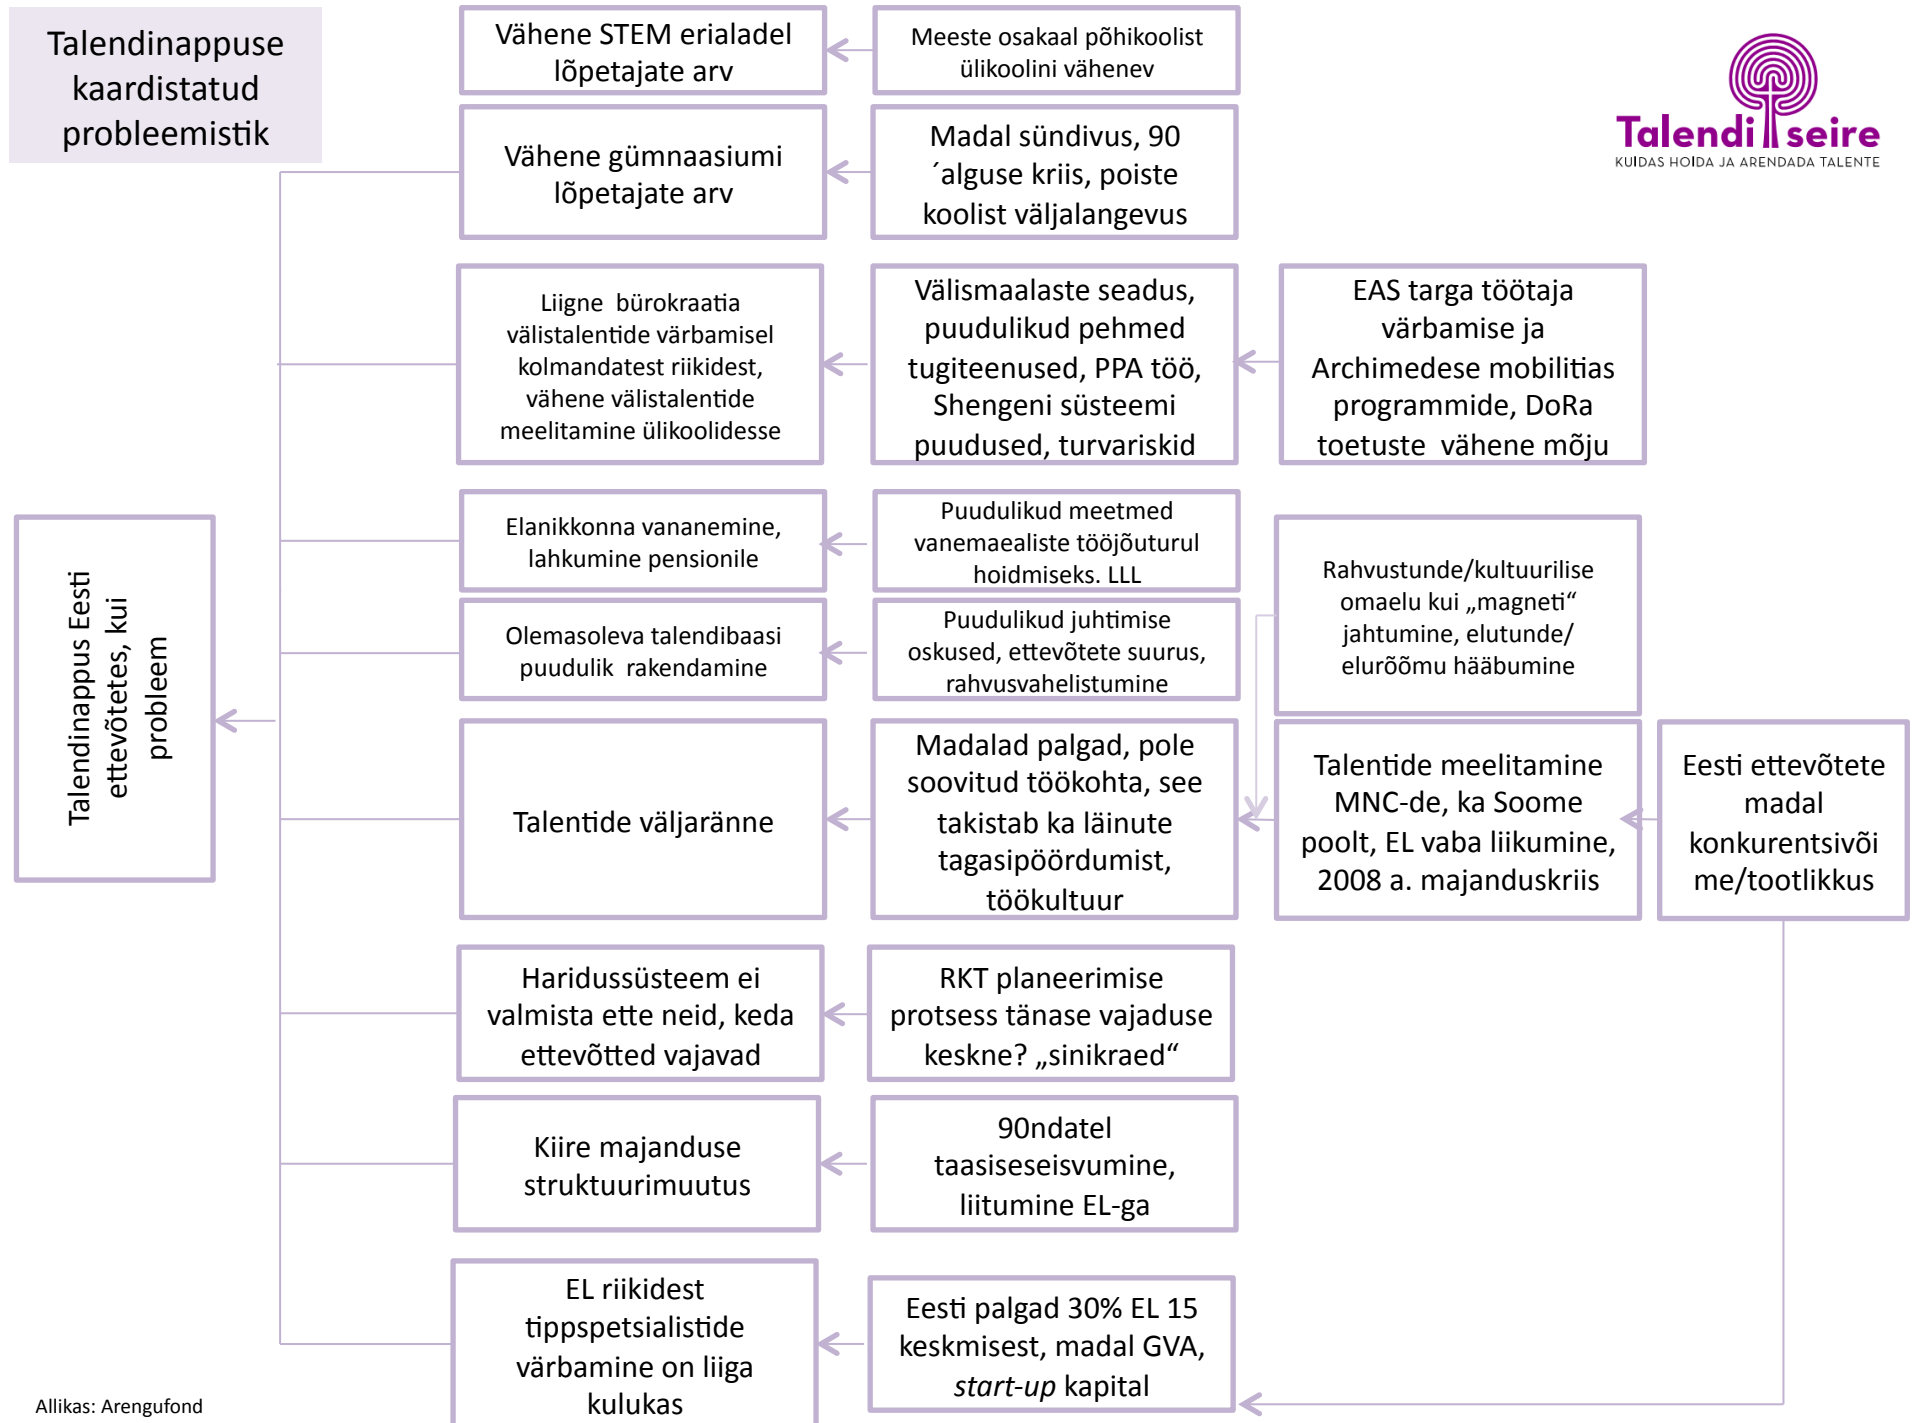 Talendinappuse
kaardistatud
probleemistik
Vähene STEM erialadel
lõpetajate arv
Meeste osakaal põhikoolist
ülikoolini vähenev
Talendi seire
KUIDAS HOIDA JA ARENDADA TALENTE
Vähene gümnaasiumi
lõpetajate arv
Madal sündivus, 90
´alguse kriis, poiste
koolist väljalangevus
Liigne bürokraatia
välistalentide värbamisel
kolmandatest riikidest,
vähene välistalentide
meelitamine ülikoolidesse
Välismaalaste seadus,
puudulikud pehmed
tugiteenused, PPA töö,
Shengeni süsteemi
puudused, turvariskid
EAS targa töötaja
värbamise ja
Archimedese mobilitias
programmide, DoRa
toetuste vähene mõju
Talendinappus Eesti
ettevõtetes, kui
probleem
Elanikkonna vananemine,
lahkumine pensionile
Puudulikud meetmed
vanemaealiste tööjõuturul
hoidmiseks. LLL
Rahvustunde/kultuurilise
omaelu kui „magneti“
jahtumine, elutunde/
elurõõmu hääbumine
Olemasoleva talendibaasi
puudulik rakendamine
Puudulikud juhtimise
oskused, ettevõtete suurus,
rahvusvahelistumine
Talentide väljaränne
Madalad palgad, pole
soovitud töökohta, see
takistab ka läinute
tagasipöördumist,
töökultuur
Talentide meelitamine
MNC-de, ka Soome
poolt, EL vaba liikumine,
2008 a. majanduskriis
Eesti ettevõtete
madal
konkurentsivõi
me/tootlikkus
Haridussüsteem ei
valmista ette neid, keda
ettevõtted vajavad
RKT planeerimise
protsess tänase vajaduse
keskne? „sinikraed“
Kiire majanduse
struktuurimuutus
90ndatel
taasiseseisvumine,
liitumine EL-ga
EL riikidest
tippspetsialistide
värbamine on liiga
kulukas
Eesti palgad 30% EL 15
keskmisest, madal GVA,
start-up kapital
Allikas: Arengufond